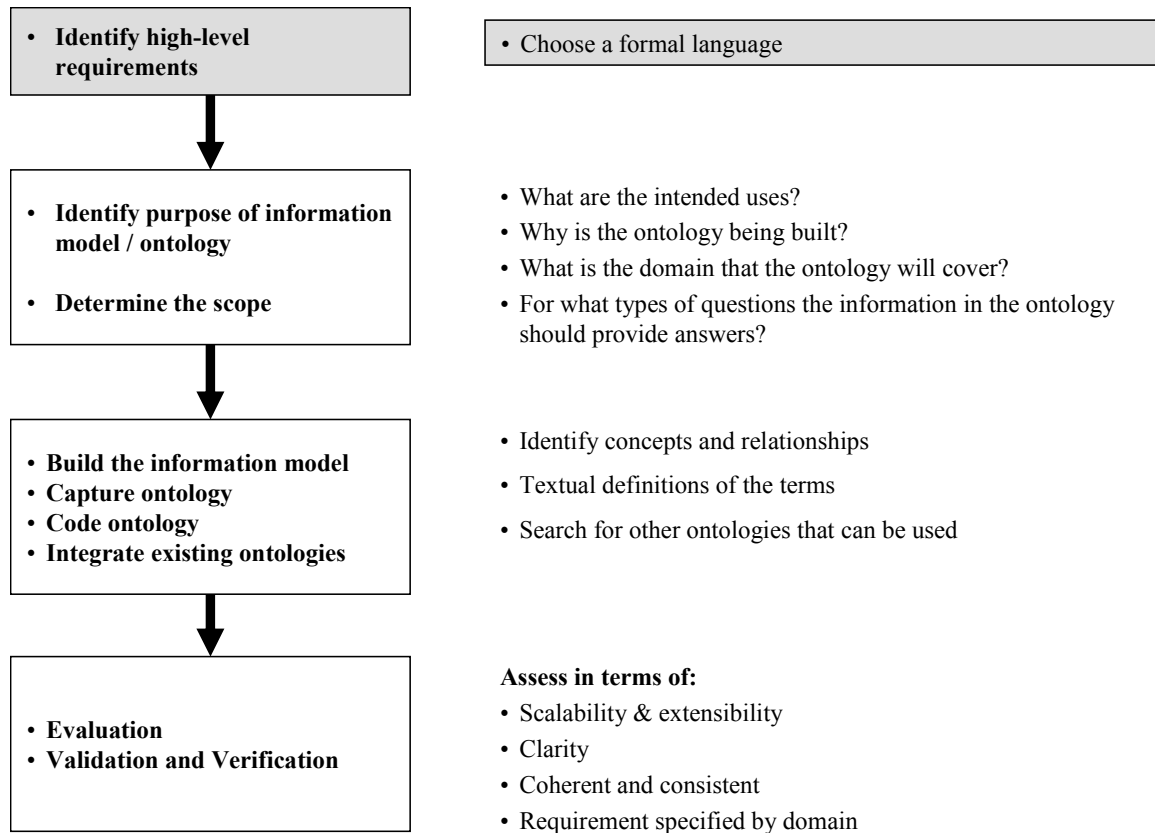 • Identify high-level
requirements
• Choose a formal language
• Identify purpose of information
model / ontology
• Determine the scope
• What are the intended uses?
• Why is the ontology being built?
• What is the domain that the ontology will cover?
• For what types of questions the information in the ontology
should provide answers?
• Build the information model
• Capture ontology
• Code ontology
• Integrate existing ontologies
• Identify concepts and relationships
• Textual definitions of the terms
• Search for other ontologies that can be used
• Evaluation
• Validation and Verification
Assess in terms of:
• Scalability & extensibility
• Clarity
• Coherent and consistent
• Requirement specified by domain